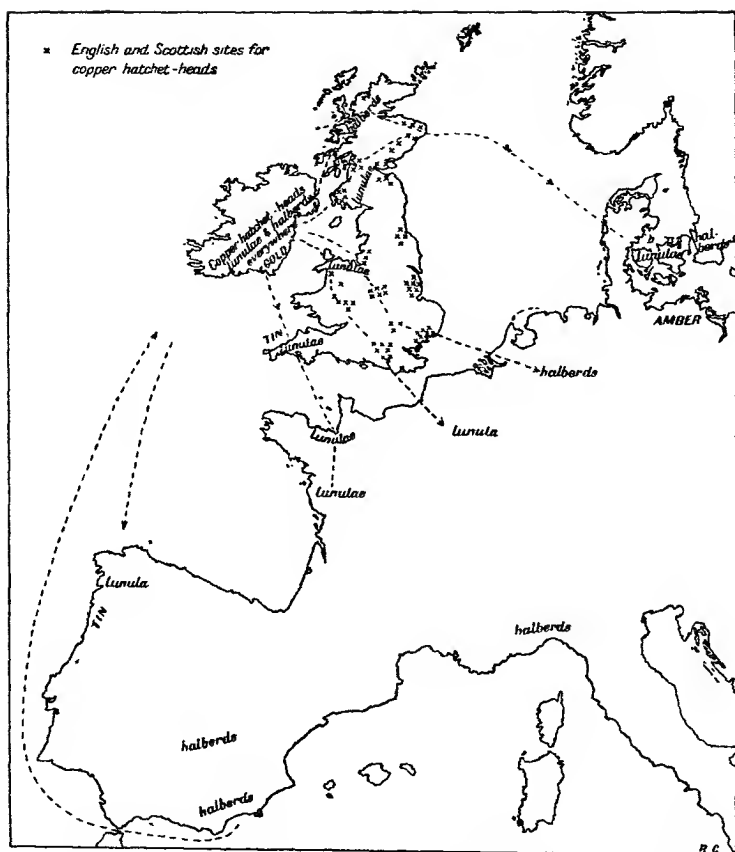 × English and Scottish sites for
copper hatchet-heads
halberds
lunulae
Copper hatchet-heads
lunulae & halberds
everywhere
GOLD
lunulae
TIN
lunulae
hal-
berds
lunulae
AMBER
halberds
lunula
lunulae
lunulae
lunula
TIN
halberds
halberds
halberds
R.C.